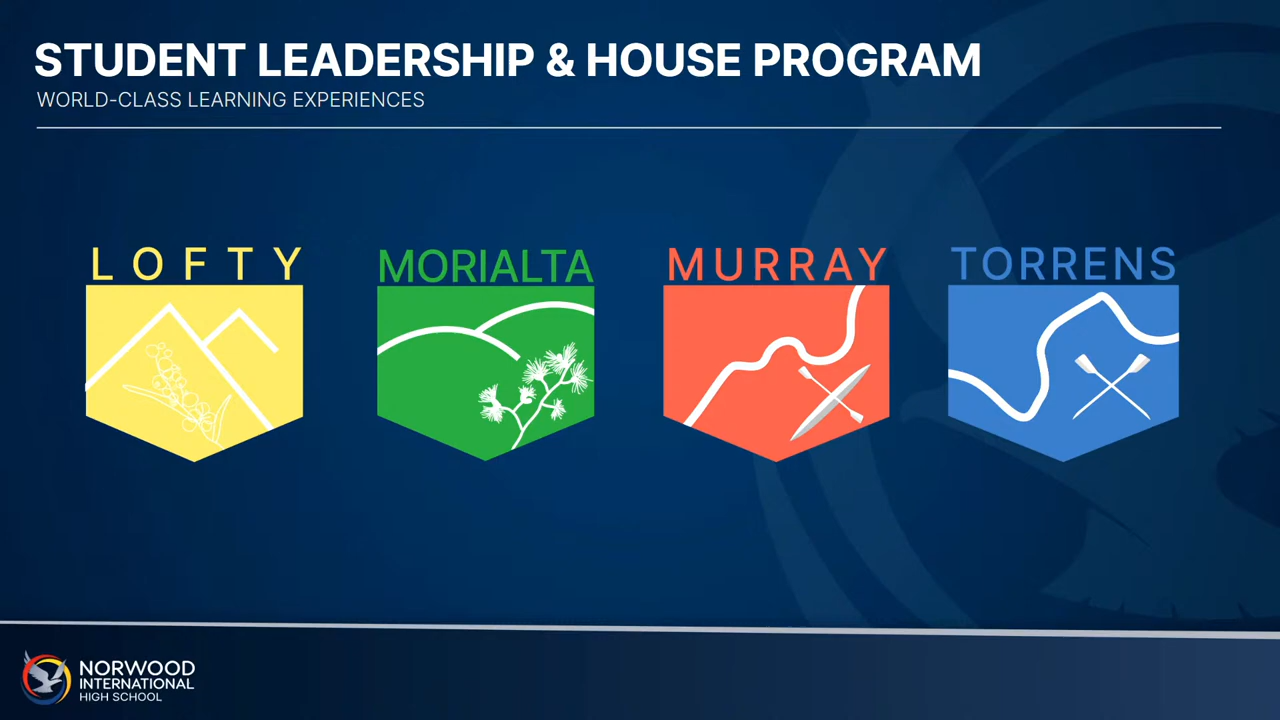 STUDENT LEADERSHIP & HOUSE PROGRAM
WORLD-CLASS LEARNING EXPERIENCES
LOFTY
MORIALTA
MURRAY
TORRENS
NORWOOD
INTERNATIONAL
HIGH SCHOOL